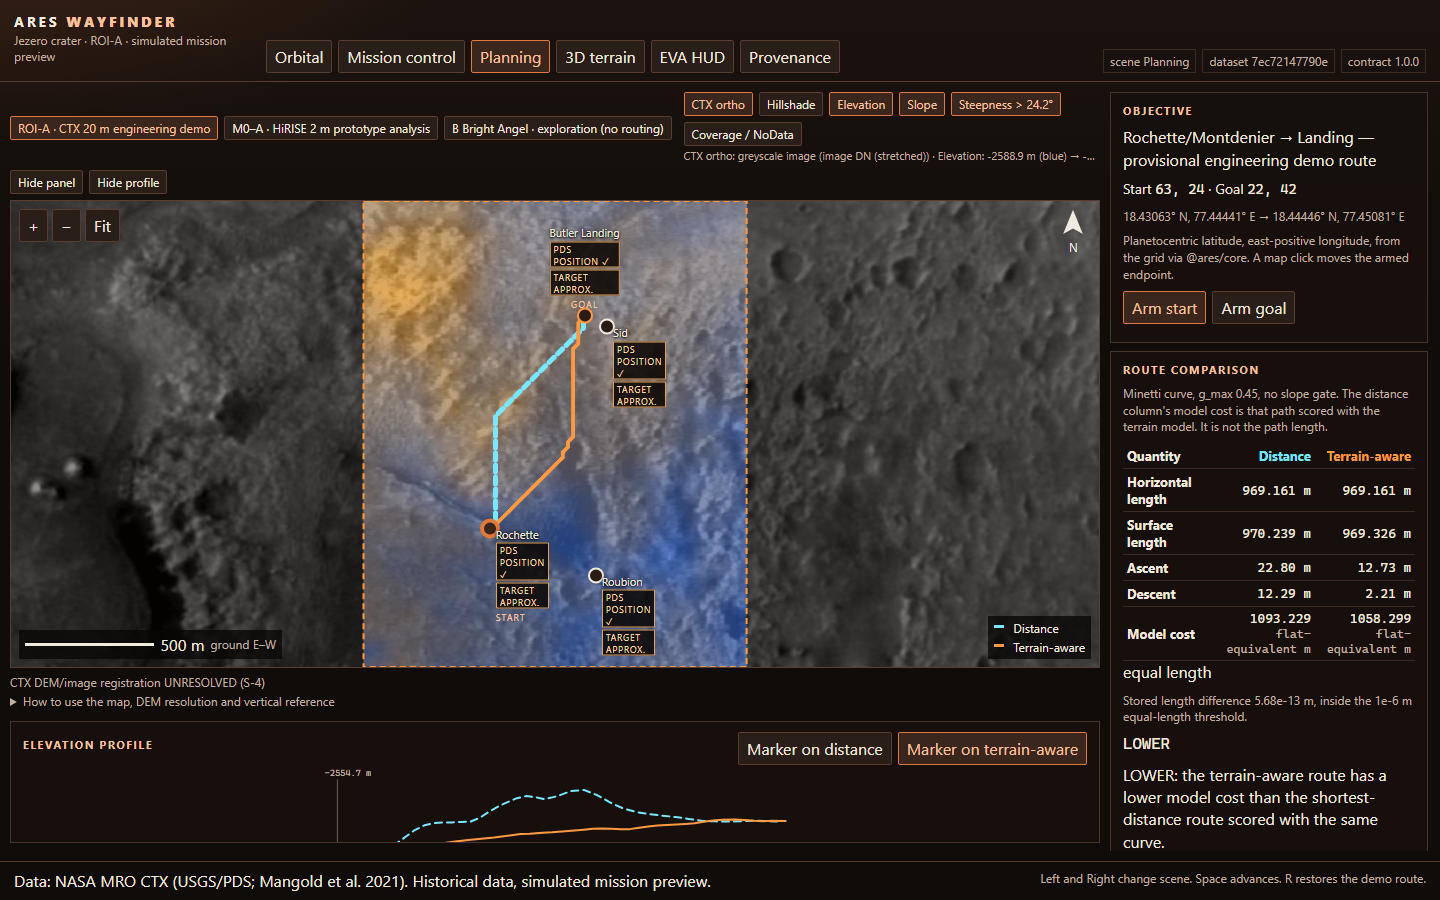 ARES WAYFINDER
Jezero crater · ROI-A · simulated mission
preview
Orbital
Mission control
Planning
3D terrain
EVA HUD
Provenance
scene Planning
dataset 7ec72147790e
contract 1.0.0
ROI-A · CTX 20 m engineering demo
M0–A · HiRISE 2 m prototype analysis
B Bright Angel · exploration (no routing)
CTX ortho
Hillshade
Elevation
Slope
Steepness > 24.2°
Coverage / NoData
CTX ortho: greyscale image (image DN (stretched)) · Elevation: -2588.9 m (blue) → -...
Hide panel
Hide profile
+
−
Fit
N
Butler Landing
PDS
POSITION ✓
TARGET
APPROX.
GOAL
Sid
PDS
POSITION
✓
TARGET
APPROX.
Rochette
PDS
POSITION
✓
TARGET
APPROX.
START
Roubion
PDS
POSITION
✓
TARGET
APPROX.
500 m ground E–W
Distance
Terrain-aware
CTX DEM/image registration UNRESOLVED (S-4)
▶ How to use the map, DEM resolution and vertical reference
ELEVATION PROFILE
Marker on distance
Marker on terrain-aware
−2554.7 m
OBJECTIVE
Rochette/Montdenier → Landing —
provisional engineering demo route
Start 63, 24 · Goal 22, 42
18.43063° N, 77.44441° E → 18.44446° N, 77.45081° E
Planetocentric latitude, east-positive longitude, from
the grid via @ares/core. A map click moves the armed
endpoint.
Arm start
Arm goal
ROUTE COMPARISON
Minetti curve, g_max 0.45, no slope gate. The distance
column's model cost is that path scored with the
terrain model. It is not the path length.
Quantity Distance Terrain-aware
Horizontal
length 969.161 m 969.161 m
Surface
length 970.239 m 969.326 m
Ascent 22.80 m 12.73 m
Descent 12.29 m 2.21 m
Model cost 1093.229 flat-equivalent m 1058.299 flat-equivalent m
equal length
Stored length difference 5.68e-13 m, inside the 1e-6 m
equal-length threshold.
LOWER
LOWER: the terrain-aware route has a
lower model cost than the shortest-
distance route scored with the same
curve.
Data: NASA MRO CTX (USGS/PDS; Mangold et al. 2021). Historical data, simulated mission preview.
Left and Right change scene. Space advances. R restores the demo route.